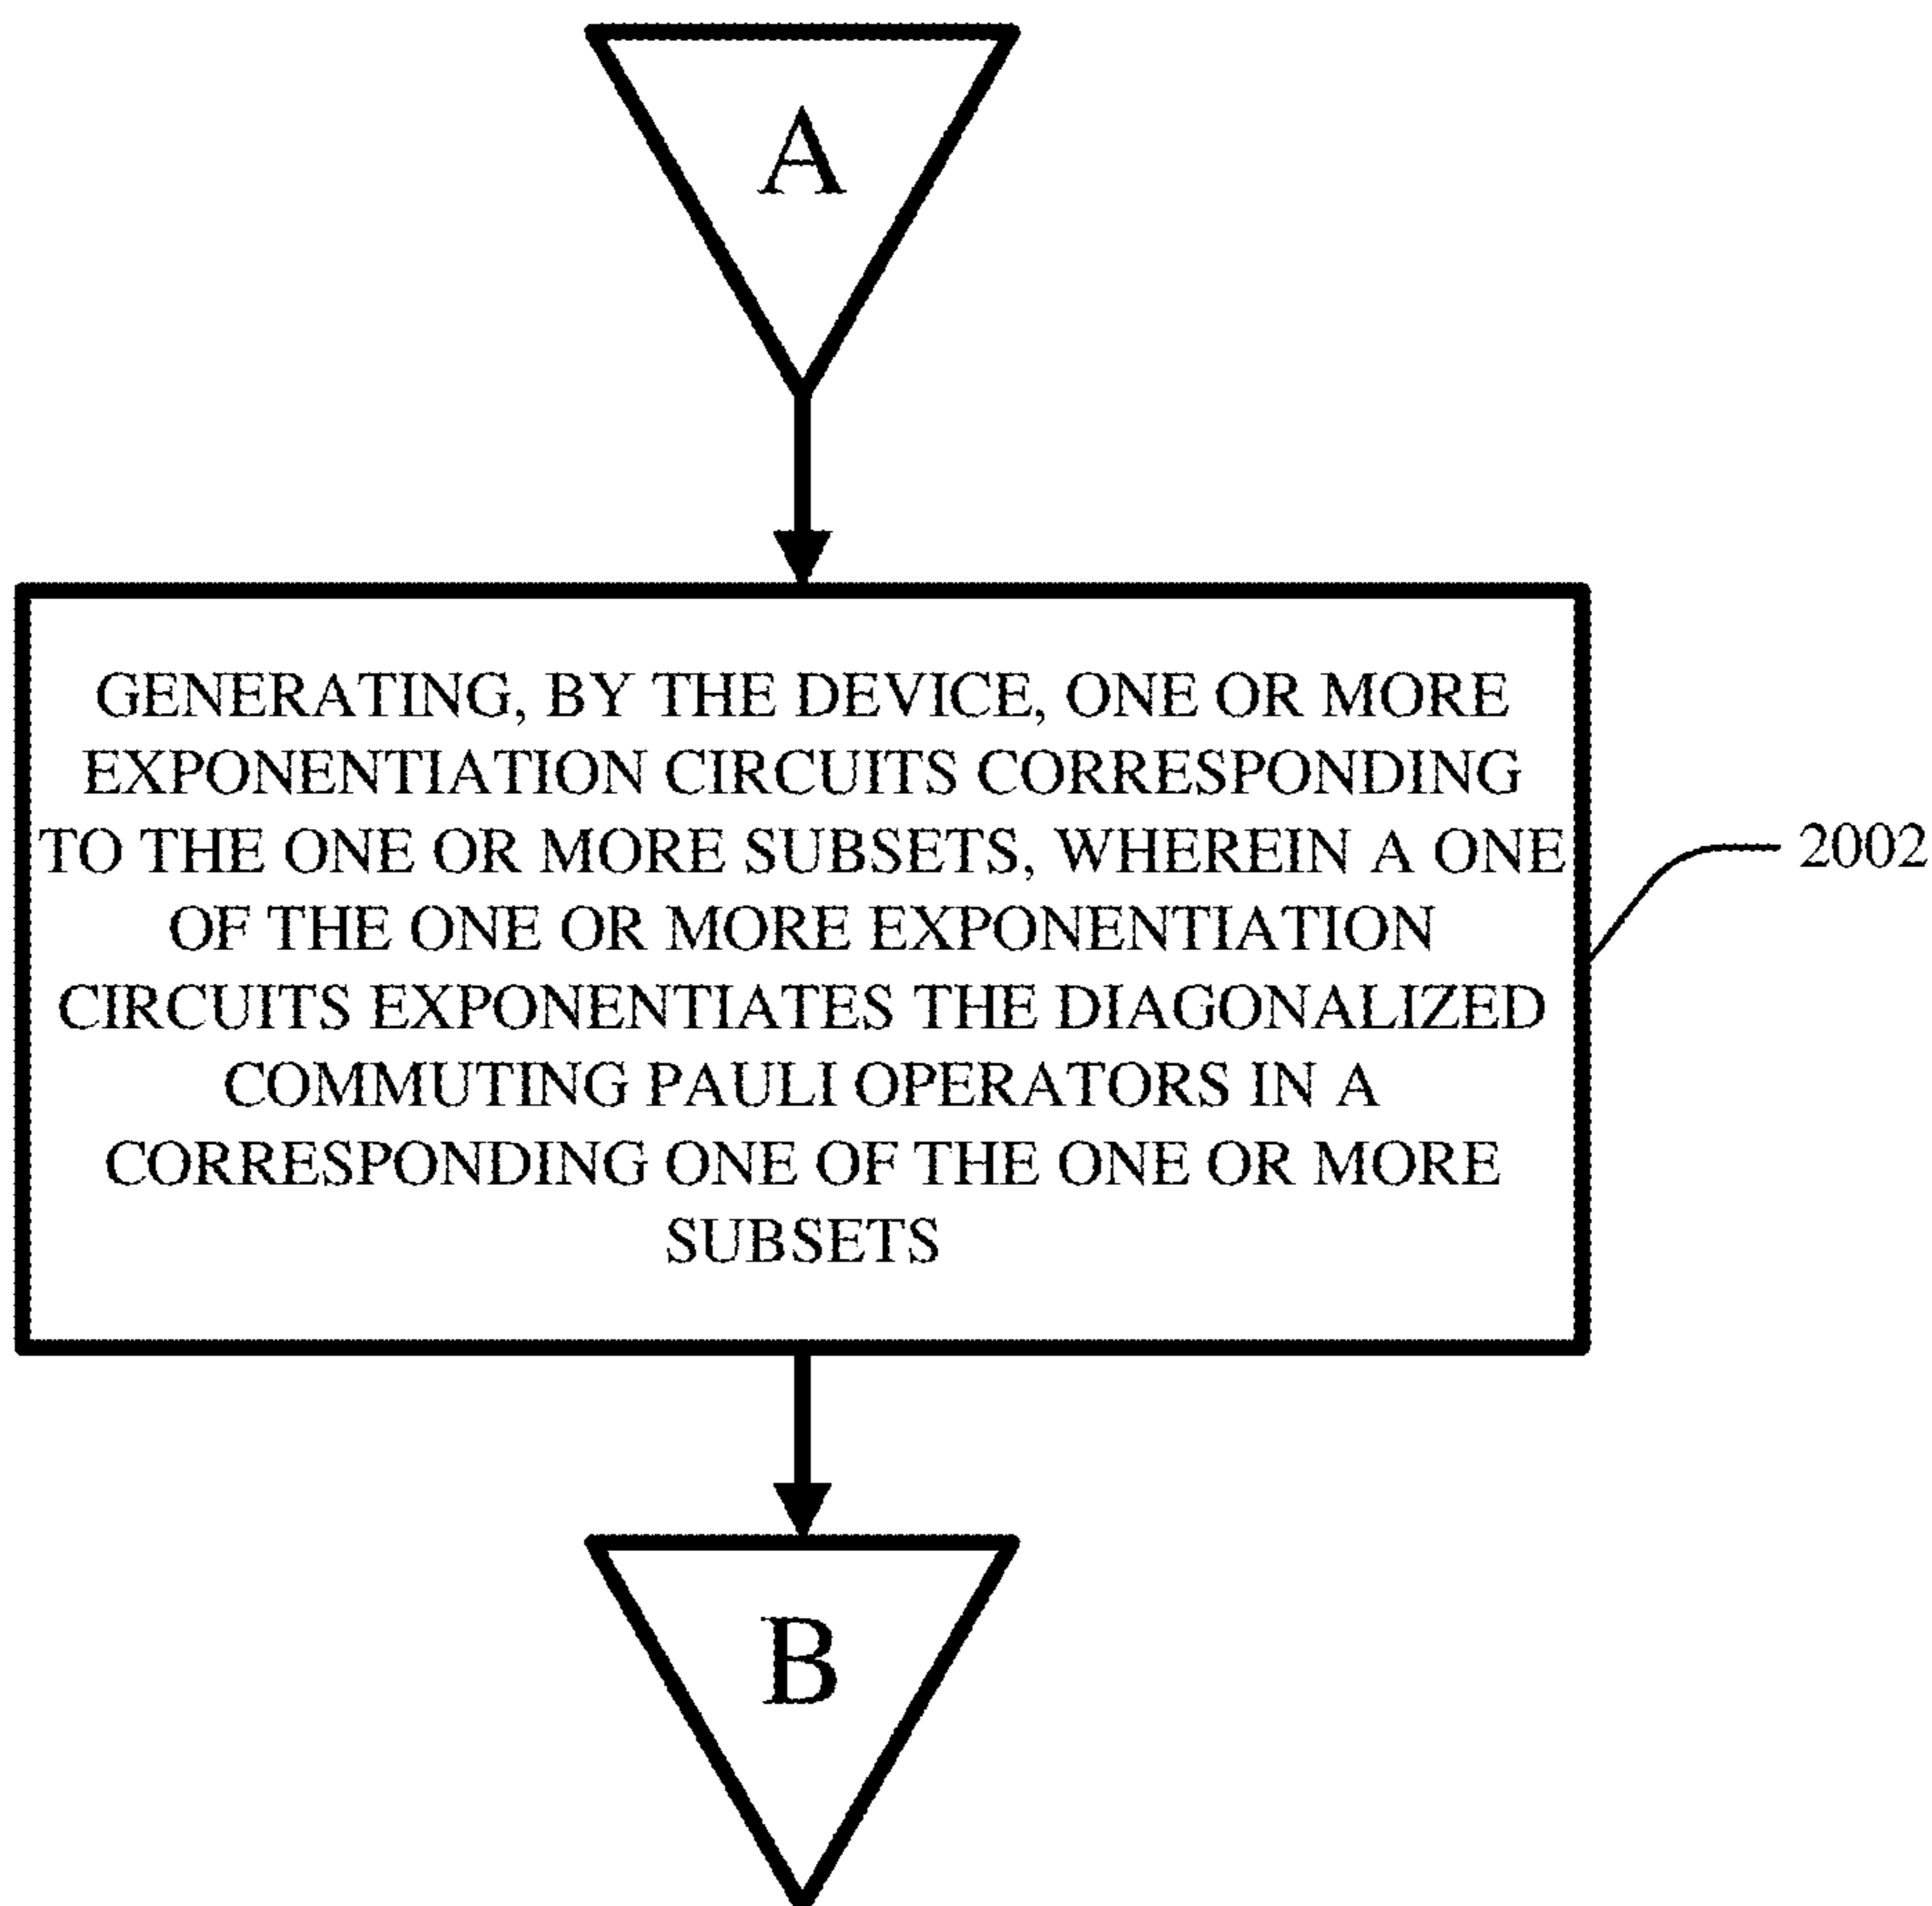 A
GENERATING, BY THE DEVICE, ONE OR MORE
EXPONENTIATION CIRCUITS CORRESPONDING
TO THE ONE OR MORE SUBSETS, WHEREIN A ONE
OF THE ONE OR MORE EXPONENTIATION
CIRCUITS EXPONENTIATES THE DIAGONALIZED
COMMUTING PAULI OPERATORS IN A
CORRESPONDING ONE OF THE ONE OR MORE
SUBSETS
2002
B